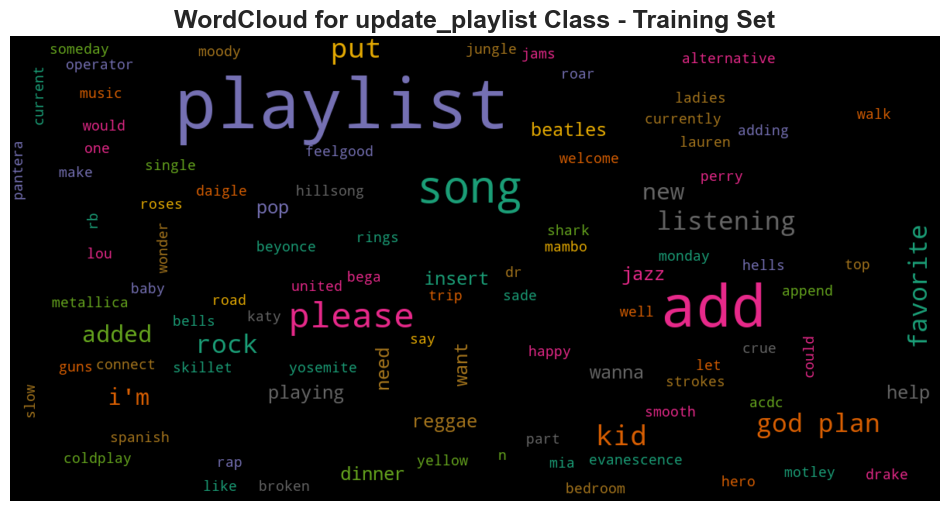 WordCloud for update_playlist Class - Training Set
someday
moody
put
jungle
jams
alternative
operator
roar
current
music
playlist
ladies
would
beatles
currently
walk
one
feelgood
lauren
adding
pantera
make
single
welcome
perry
daigle
hillsong
song
new
roses
pop
listening
rb
wonder
beyonce
rings
shark
mambo
favorite
lou
monday
hells
top
baby
united
bega
insert
dr
jazz
append
metallica
road
trip
sade
add
added
bells
katy
please
well
rock
say
happy
crue
could
guns
connect
skillet
yosemite
need
want
wanna
let
strokes
slow
i'm
playing
help
acdc
smooth
reggae
god plan
spanish
part
kid
coldplay
rap
dinner
yellow
n
mia
evanescence
motley
drake
like
broken
bedroom
hero